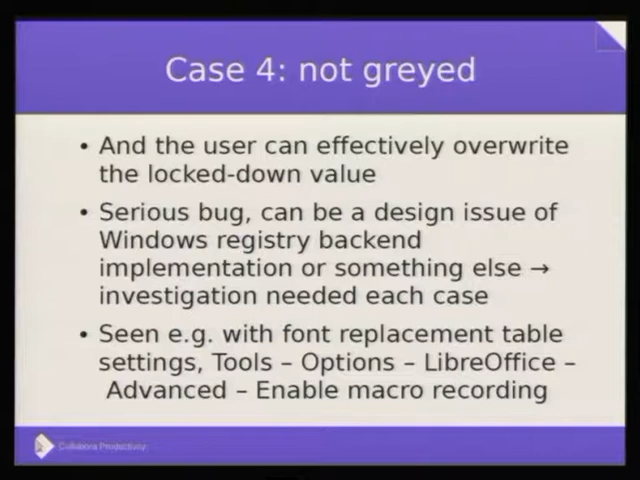 Case 4: not greyed
• And the user can effectively overwrite
the locked-down value
• Serious bug, can be a design issue of
Windows registry backend
implementation or something else →
investigation needed each case
• Seen e.g. with font replacement table
settings, Tools – Options – LibreOffice –
Advanced – Enable macro recording
Collabora Productivity